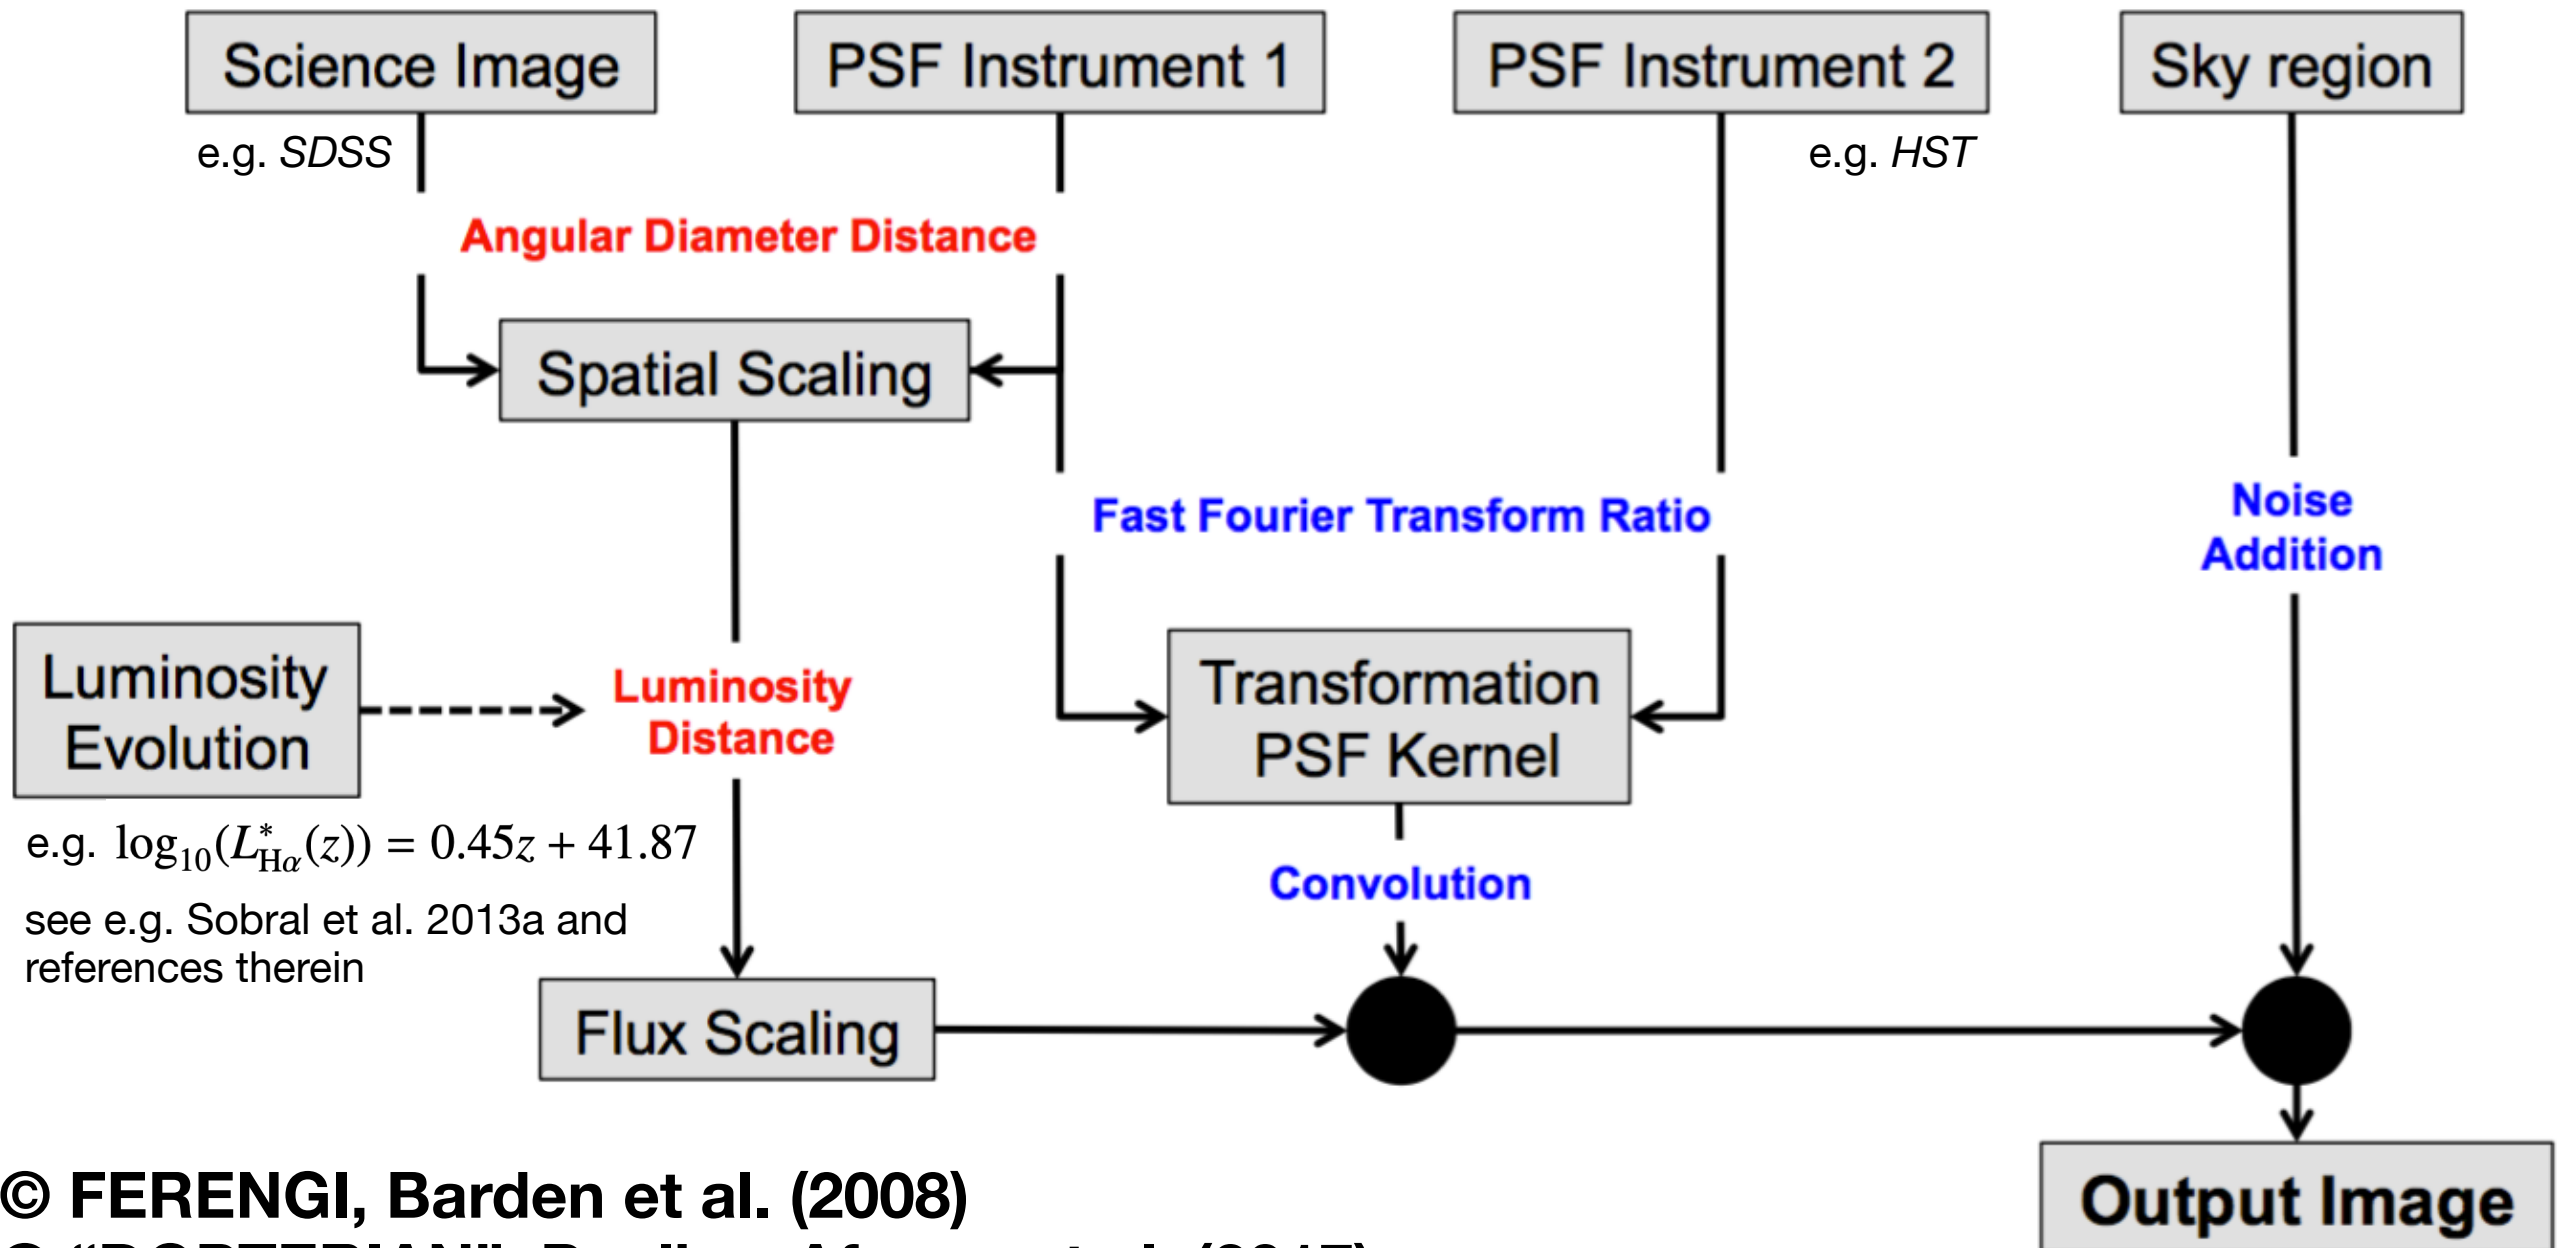 Science Image
PSF Instrument 1
PSF Instrument 2
Sky region
e.g. SDSS
e.g. HST
Angular Diameter Distance
Spatial Scaling
Fast Fourier Transform Ratio
Noise
Addition
Luminosity
Evolution
Luminosity
Distance
Transformation
PSF Kernel
e.g. log₁₀(L*Hα(z)) = 0.45z + 41.87
see e.g. Sobral et al. 2013a and
references therein
Convolution
Flux Scaling
© FERENGI, Barden et al. (2008)
Output Image